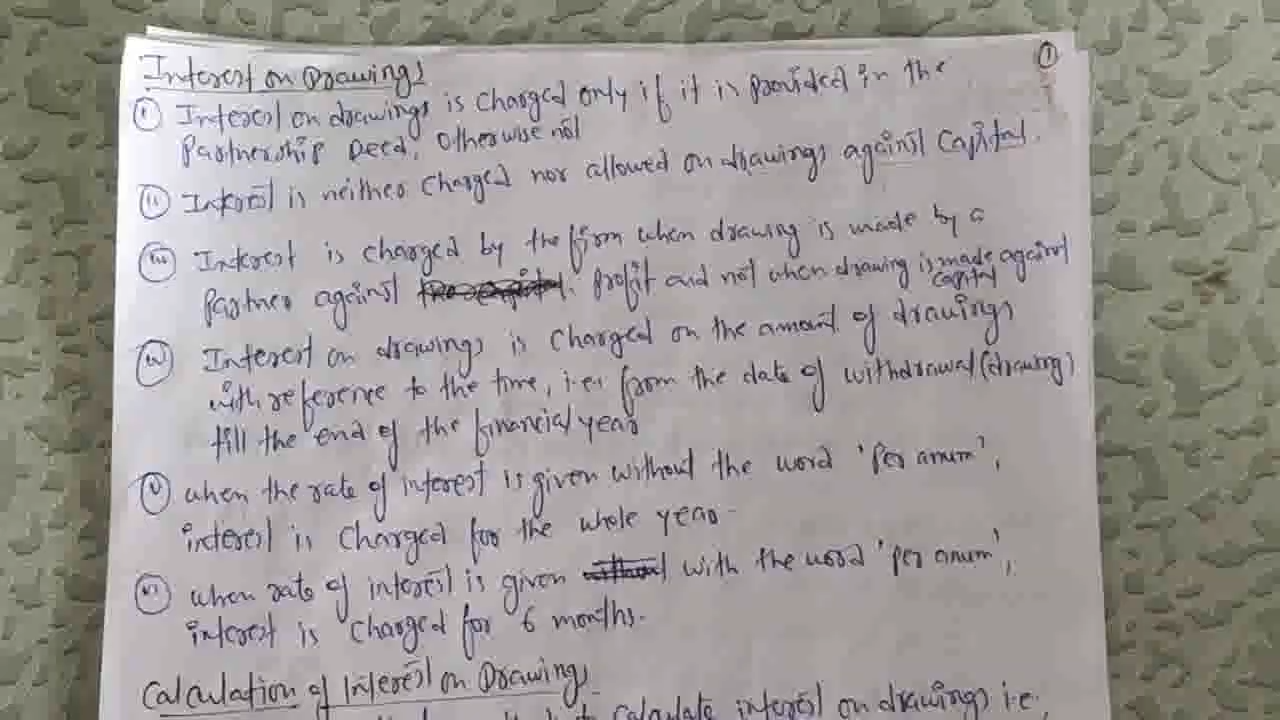 ①
Interest on Drawings
(i) Interest on drawings is charged only if it is provided in the
Partnership Deed, otherwise not
(ii) Interest is neither charged nor allowed on drawings against Capital.
(iii) Interest is charged by the firm when drawing is made by a
partner against profit and not when drawing is made against
capital
(iv) Interest on drawings is charged on the amount of drawings
with reference to the time, i.e. from the date of withdrawal (drawing)
till the end of the financial year
(v) when the rate of interest is given without the word 'Per anum',
interest is charged for the whole year.
(vi) when rate of interest is given with the word 'per anum',
interest is charged for 6 months.
Calculation of Interest on Drawings
calculate interest on drawings i.e.